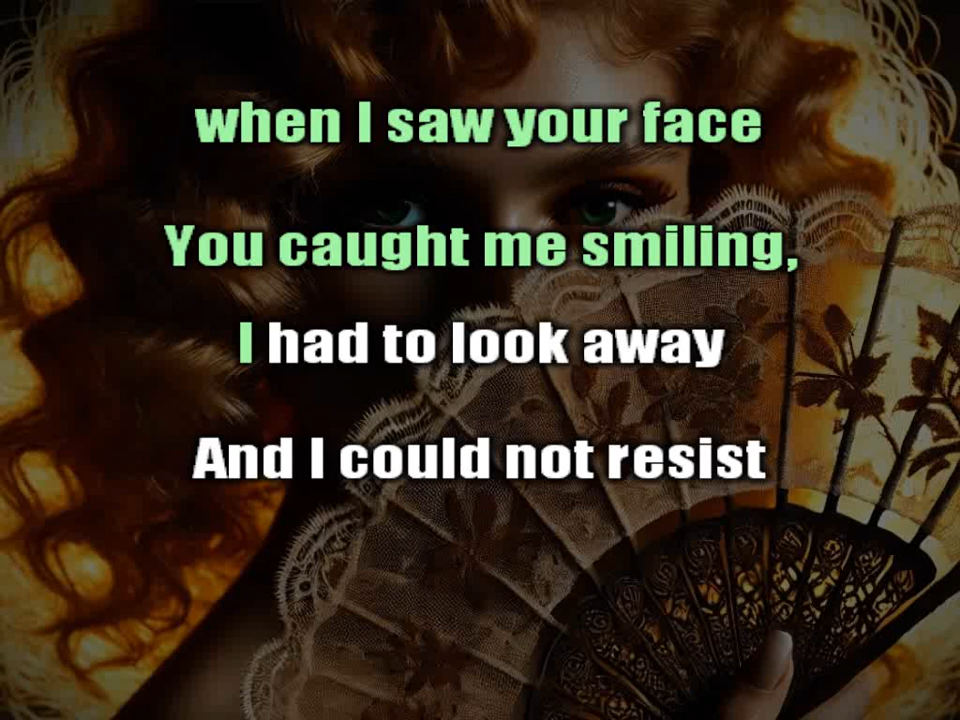 when I saw your face
You caught me smiling,
I had to look away
And I could not resist